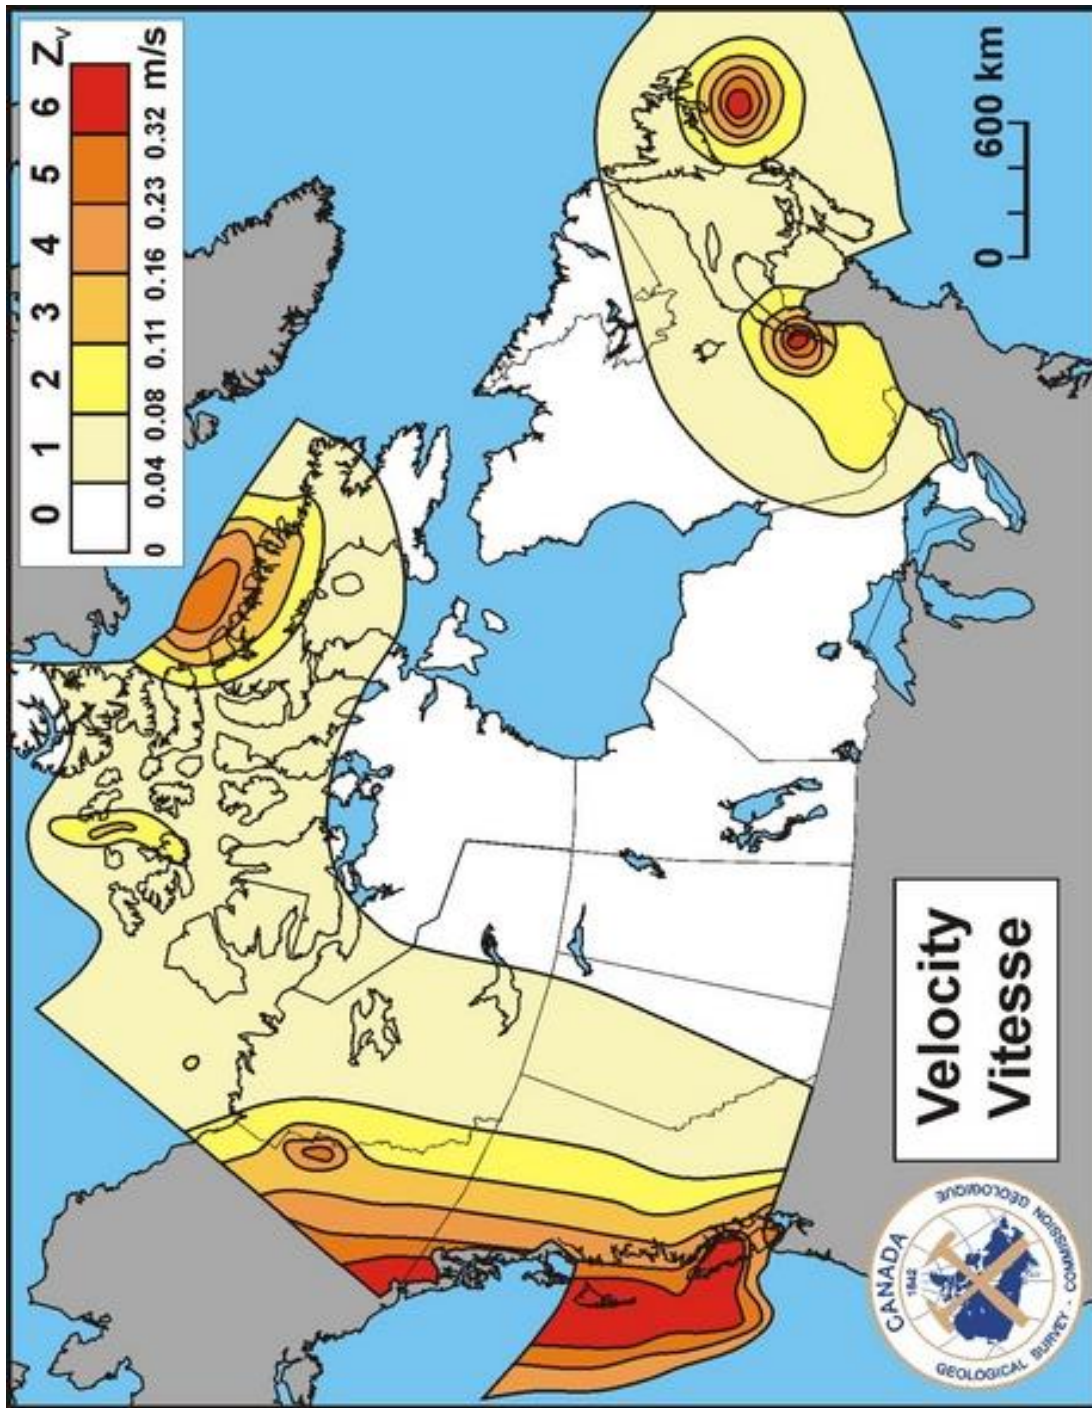 0 1 2 3 4 5 6 Zv
0 0.04 0.08 0.11 0.16 0.23 0.32 m/s
0 600 km
Velocity
Vitesse
CANADA
1842
GEOLOGICAL SURVEY . COMMISSION GEOLOGIQUE